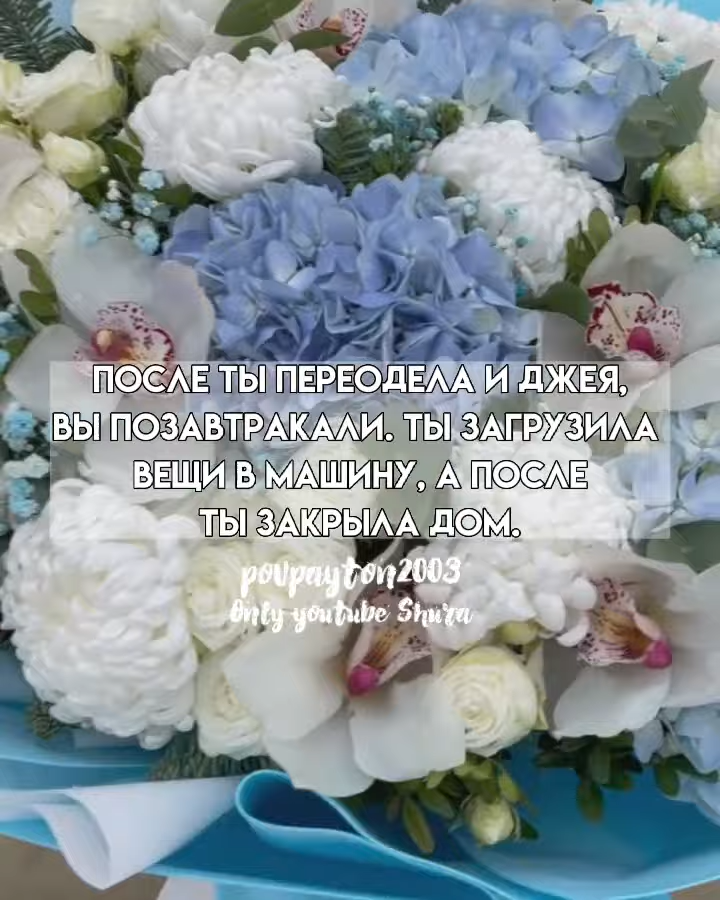 ПОСЛЕ ТЫ ПЕРЕОДЕЛА И ДЖЕЯ,
ВЫ ПОЗАВТРАКАЛИ. ТЫ ЗАГРУЗИЛА
ВЕЩИ В МАШИНУ, А ПОСЛЕ
ТЫ ЗАКРЫЛА ДОМ.
povpayton2003
Only youtube Shura